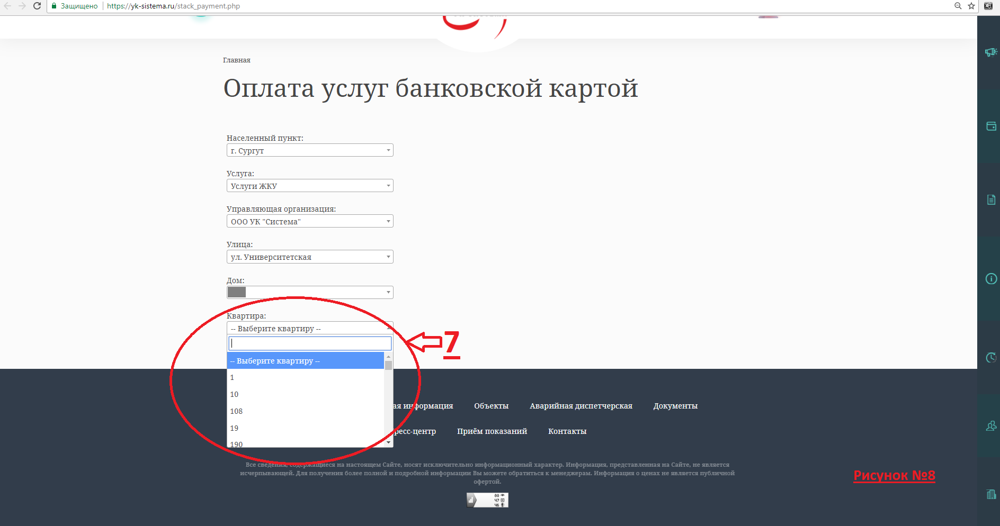 Защищено https://yk-sistema.ru/stack_payment.php
Главная
Оплата услуг банковской картой
Населенный пункт:
г. Сургут
Услуга:
Услуги ЖКУ
Управляющая организация:
ООО УК "Система"
Улица:
ул. Университетская
Дом:
Квартира:
-- Выберите квартиру --
7
-- Выберите квартиру --
1
10
108
19
190
ая информация Объекты Аварийная диспетчерская Документы
ресс-центр Приём показаний Контакты
Все сведения, содержащиеся на настоящем Сайте, носят исключительно информационный характер. Информация, представленная на Сайте, не является
исчерпывающей. Для получения более полной и подробной информации Вы можете обратиться к менеджерам. Информация о ценах не является публичной
офертой.
Рисунок №8
80
47
46